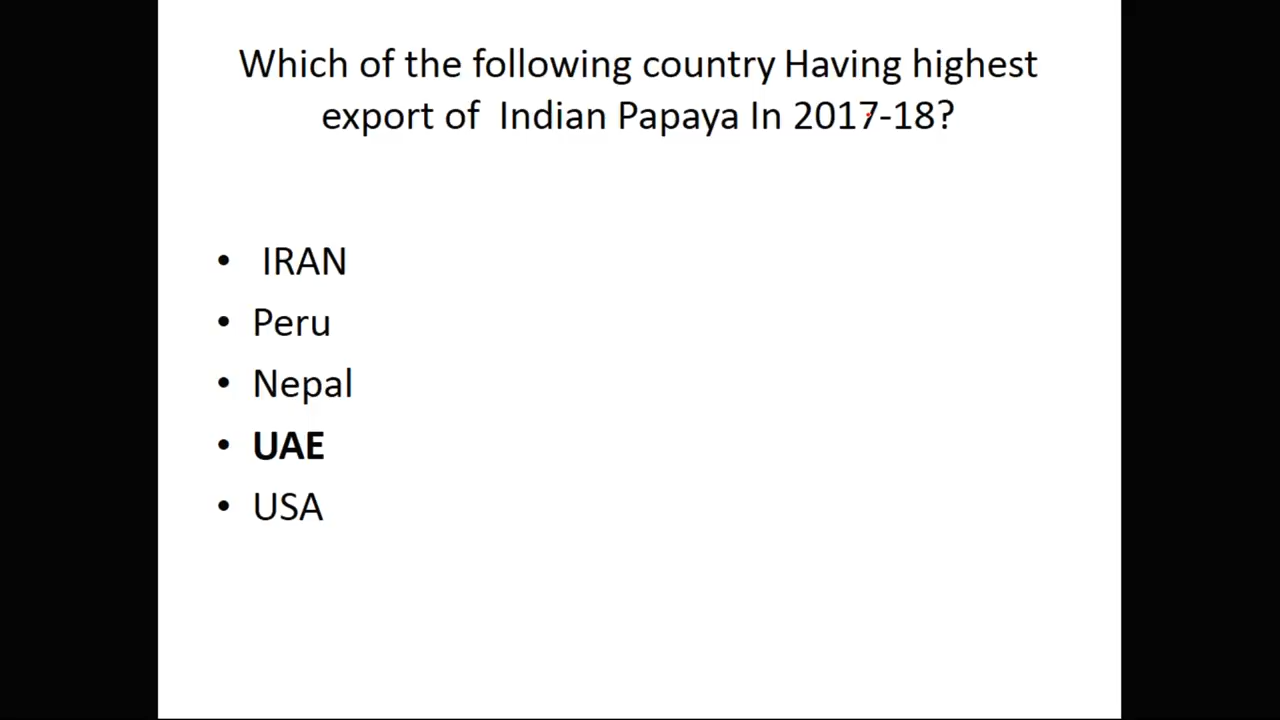 Which of the following country Having highest
export of  Indian Papaya In 2017-18?
• IRAN
• Peru
• Nepal
• UAE
• USA